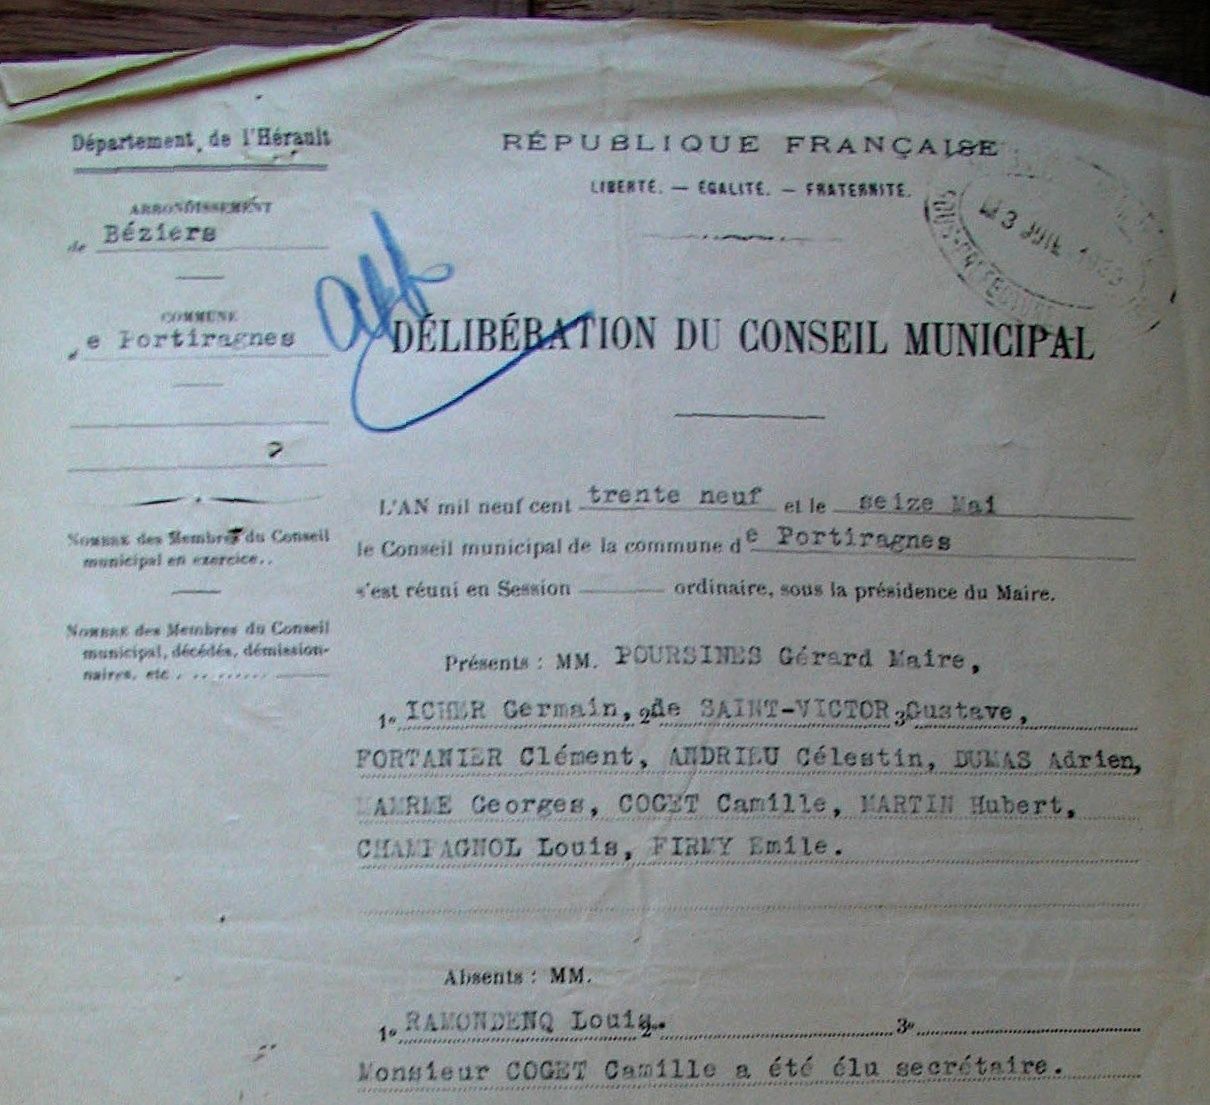 Département de l'Hérault
ARRONDISSEMENT
de Béziers
COMMUNE
e Portiragnes
NOMBRE des Membres du Conseil
municipal en exercice..
NOMBRE des Membres du Conseil
municipal, décédés, démission-
naires, etc . . . . . . . . . .
RÉPUBLIQUE FRANÇAISE
LIBERTÉ. — ÉGALITÉ. — FRATERNITÉ.
DÉLIBÉRATION DU CONSEIL MUNICIPAL
L'AN mil neuf cent trente neuf et le seize Mai
le Conseil municipal de la commune de Portiragnes
s'est réuni en Session ordinaire, sous la présidence du Maire.
Présents : MM. POURSINES Gérard Maire,
1° ICHER Germain, 2° de SAINT-VICTOR 3° Gustave,
FORTANIER Clément, ANDRIEU Célestin, DUMAS Adrien,
Georges, COGET Camille, MARTIN Hubert,
CHAMPAGNOL Louis, FIRMY Emile.
Absents : MM.
1° RAMONDENQ Louis. 2° 3°
Monsieur COGET Camille a été élu secrétaire.